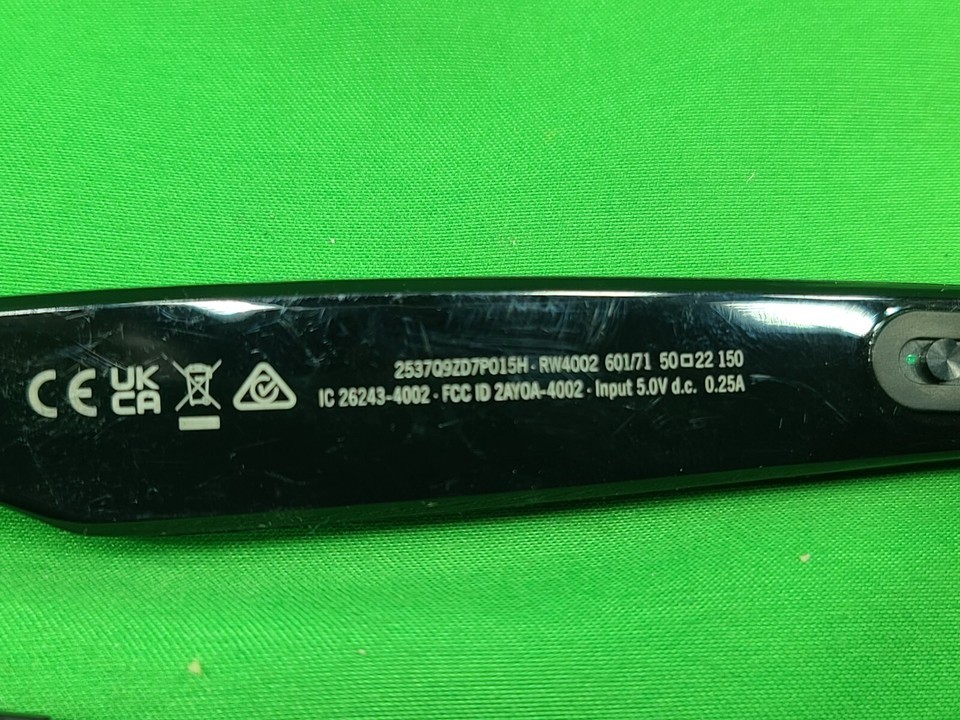 CE UK CA
2537Q9ZD7P015H · RW4002 601/71 50□22 150
IC 26243-4002 · FCC ID 2AYOA-4002 · Input 5.0V d.c. 0.25A